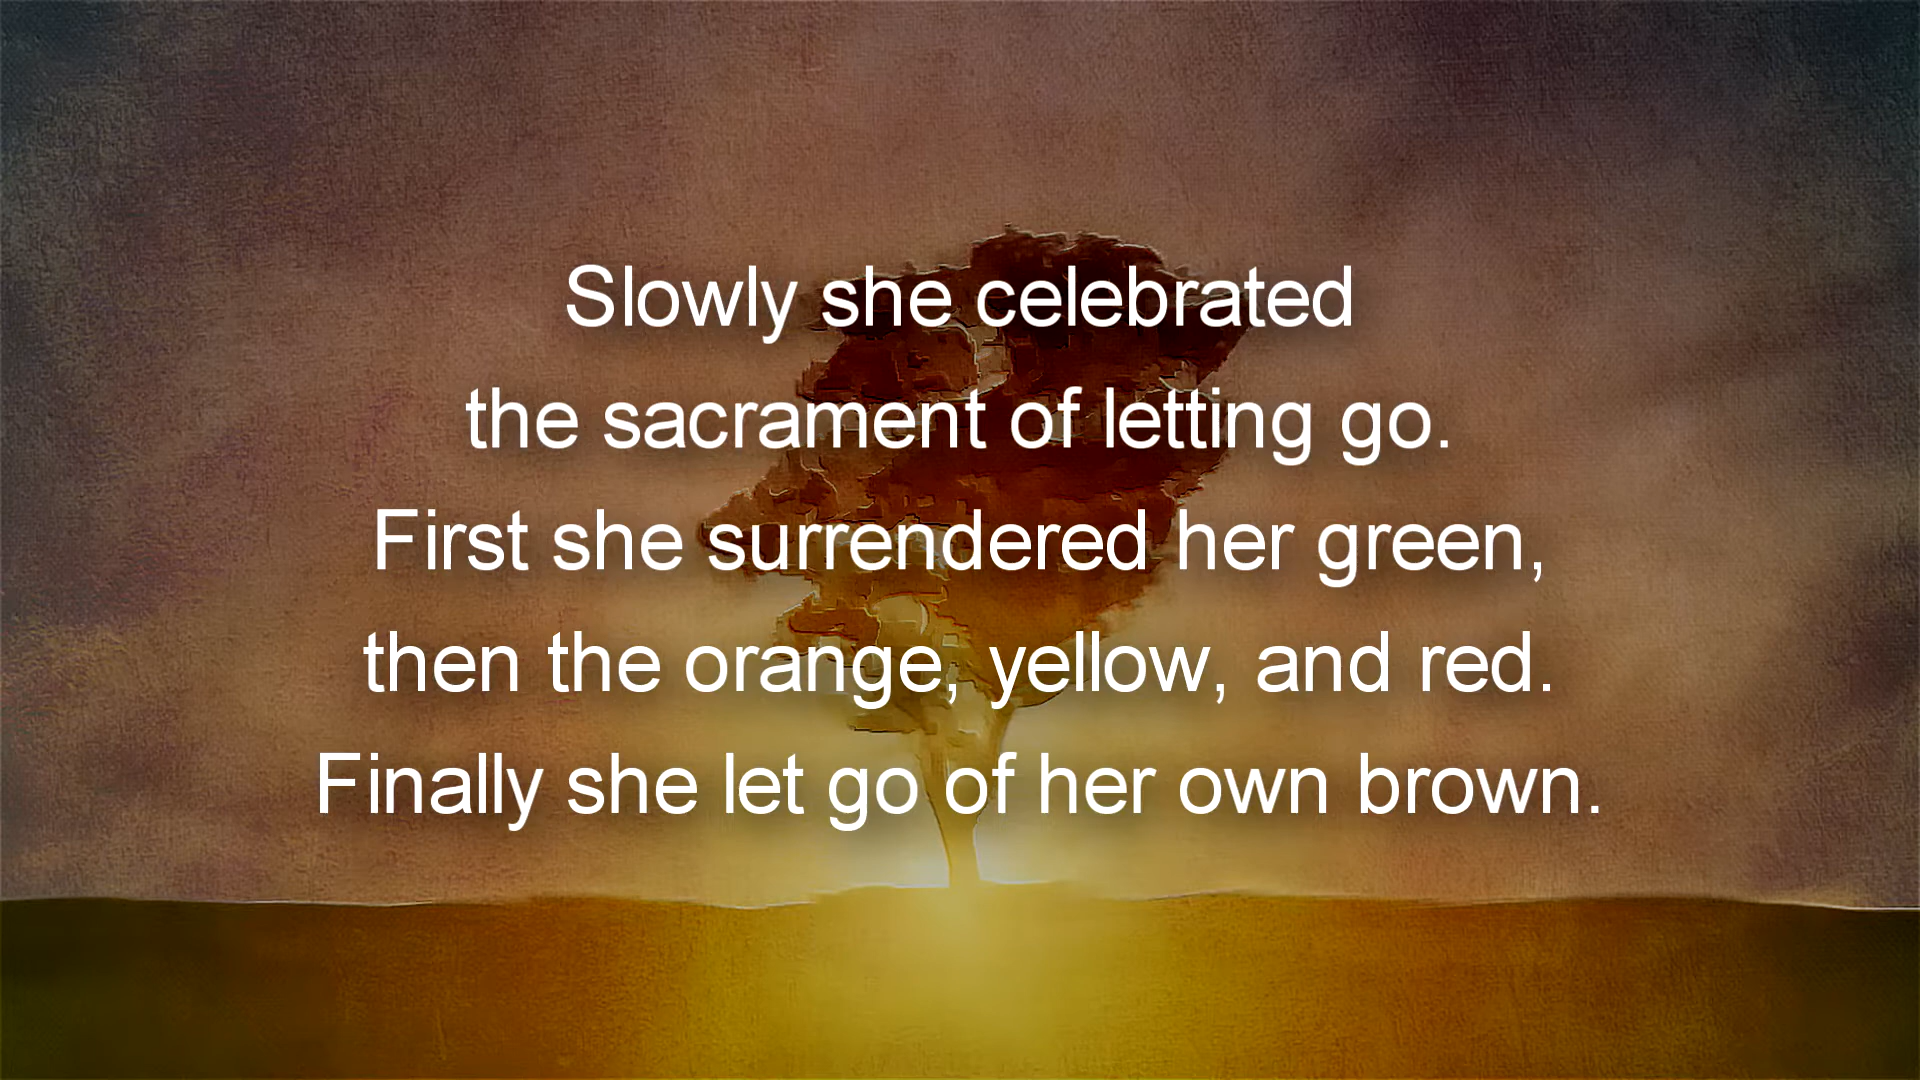 Slowly she celebrated
the sacrament of letting go.
First she surrendered her green,
then the orange, yellow, and red.
Finally she let go of her own brown.